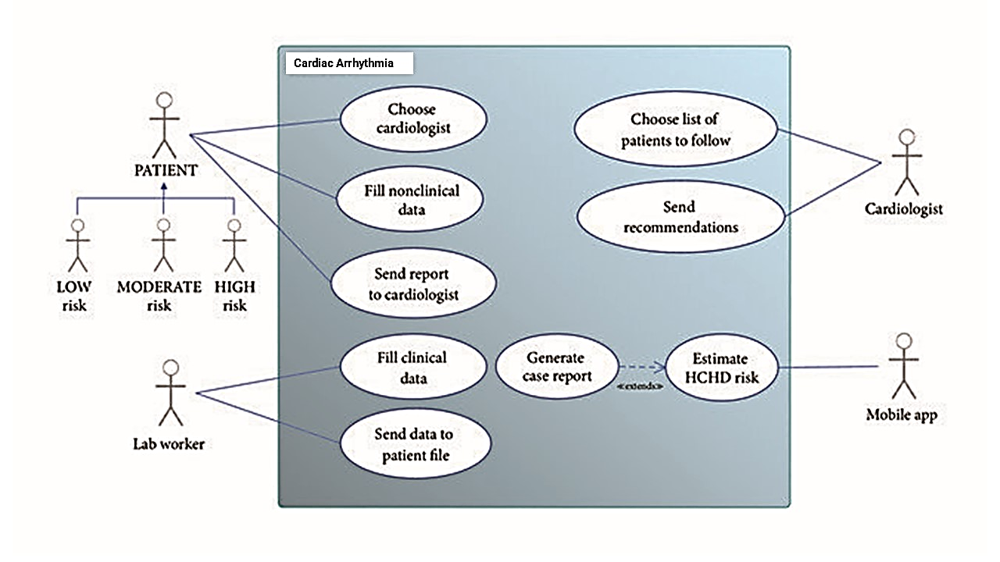 Cardiac Arrhythmia
Choose
cardiologist
Choose list of
patients to follow
PATIENT
Fill nonclinical
data
Send
recommendations
Cardiologist
LOW
risk
MODERATE
risk
HIGH
risk
Send report
to cardiologist
Fill clinical
data
Generate
case report
«extends»
Estimate
HCHD risk
Mobile app
Lab worker
Send data to
patient file